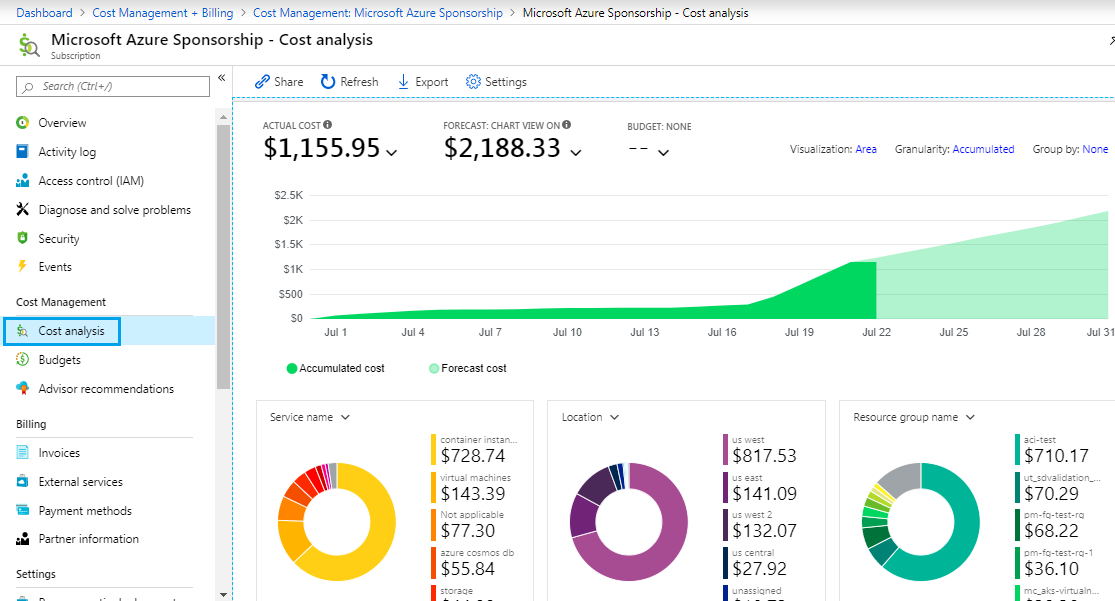 Dashboard > Cost Management + Billing > Cost Management: Microsoft Azure Sponsorship > Microsoft Azure Sponsorship - Cost analysis
Microsoft Azure Sponsorship - Cost analysis
Subscription
Search (Ctrl+/)
«
Share Refresh Export Settings
Overview
Activity log
Access control (IAM)
Diagnose and solve problems
Security
Events
Cost Management
Cost analysis
Budgets
Advisor recommendations
Billing
Invoices
External services
Payment methods
Partner information
Settings
ACTUAL COST
$1,155.95
FORECAST: CHART VIEW ON
$2,188.33
BUDGET: NONE
--
Visualization: Area Granularity: Accumulated Group by: None
$2.5K
$2K
$1.5K
$1K
$500
$0
Jul 1 Jul 4 Jul 7 Jul 10 Jul 13 Jul 16 Jul 19 Jul 22 Jul 25 Jul 28 Jul 31
Accumulated cost Forecast cost
Service name
container instan...
$728.74
virtual machines
$143.39
Not applicable
$77.30
azure cosmos db
$55.84
storage
Location
us west
$817.53
us east
$141.09
us west 2
$132.07
us central
$27.92
unassigned
Resource group name
aci-test
$710.17
ut_sdvalidation_...
$70.29
pm-fq-test-rq
$68.22
pm-fq-test-rq-1
$36.10
mc_aks-virtualn...